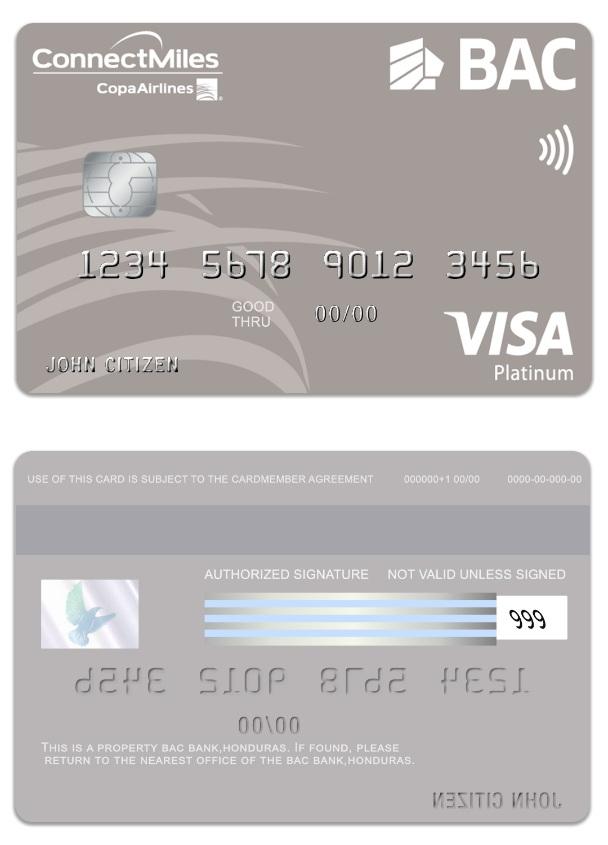 ConnectMiles
CopaAirlines
BAC
1234 5678 9012 3456
GOOD
THRU
00/00
JOHN CITIZEN
VISA
Platinum
USE OF THIS CARD IS SUBJECT TO THE CARDMEMBER AGREEMENT 000000+1 00/00 0000-00-000-00
AUTHORIZED SIGNATURE NOT VALID UNLESS SIGNED
999
1234 5678 9012 3456
00/00
THIS IS A PROPERTY BAC BANK,HONDURAS. IF FOUND, PLEASE
RETURN TO THE NEAREST OFFICE OF THE BAC BANK,HONDURAS.
JOHN CITIZEN